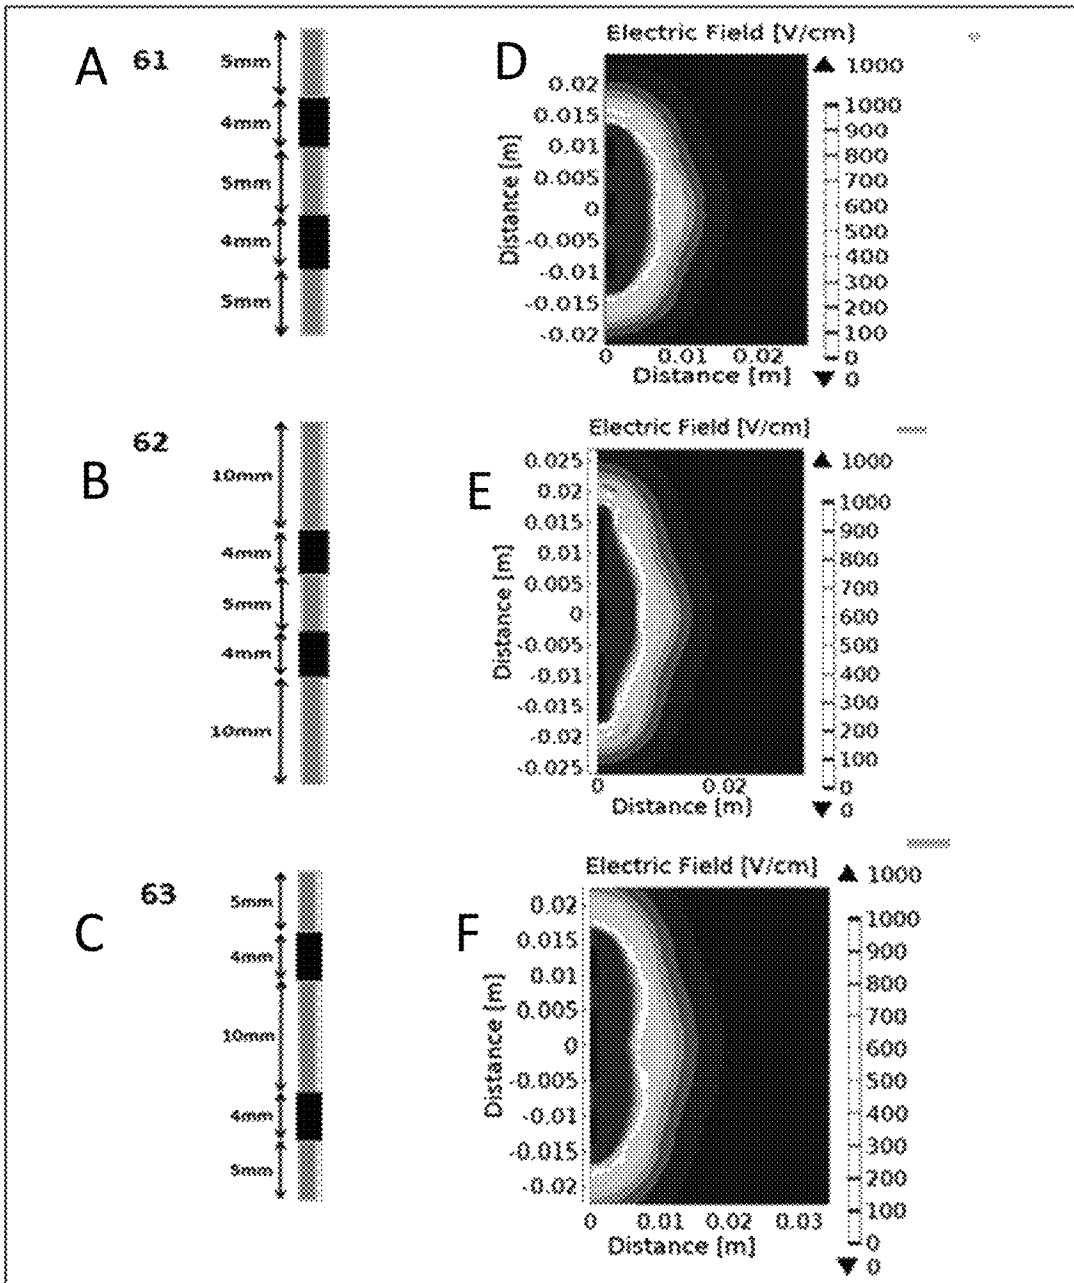 A 61
5mm
4mm
5mm
4mm
5mm
D
Electric Field [V/cm]
0.02
0.015
0.01
0.005
0
-0.005
-0.01
-0.015
-0.02
Distance [m]
0 0.01 0.02
Distance [m]
1000
1000
900
800
700
600
500
400
300
200
100
0
0
B 62
10mm
4mm
5mm
4mm
10mm
E
Electric Field [V/cm]
0.025
0.02
0.015
0.01
0.005
0
-0.005
-0.01
-0.015
-0.02
-0.025
Distance [m]
0 0.02
Distance [m]
1000
1000
900
800
700
600
500
400
300
200
100
0
0
C 63
5mm
4mm
10mm
4mm
5mm
F
Electric Field [V/cm]
0.02
0.015
0.01
0.005
0
-0.005
-0.01
-0.015
-0.02
Distance [m]
0 0.01 0.02 0.03
Distance [m]
1000
1000
900
800
700
600
500
400
300
200
100
0
0